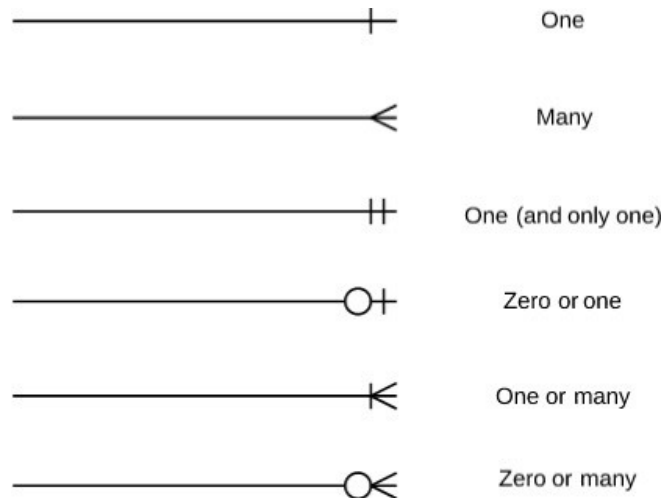 One
Many
One (and only one)
Zero or one
One or many
Zero or many